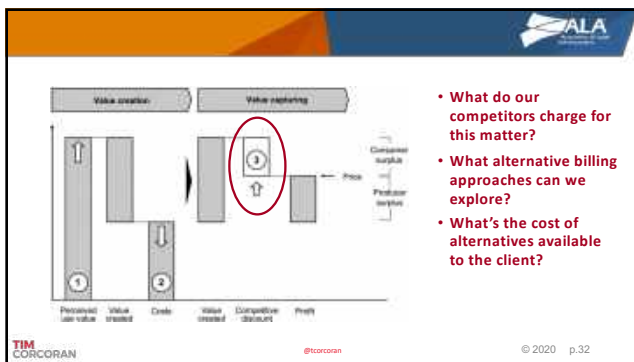 ALA
Value creation
Value capturing
3
Consumer
surplus
Price
Producer
surplus
1
2
Perceived
use value
Value
created
Costs
Value
created
Competitive
discount
Profit
• What do our
competitors charge for
this matter?
• What alternative billing
approaches can we
explore?
• What's the cost of
alternatives available
to the client?
TIM
CORCORAN
@tcorcoran
© 2020 p.32